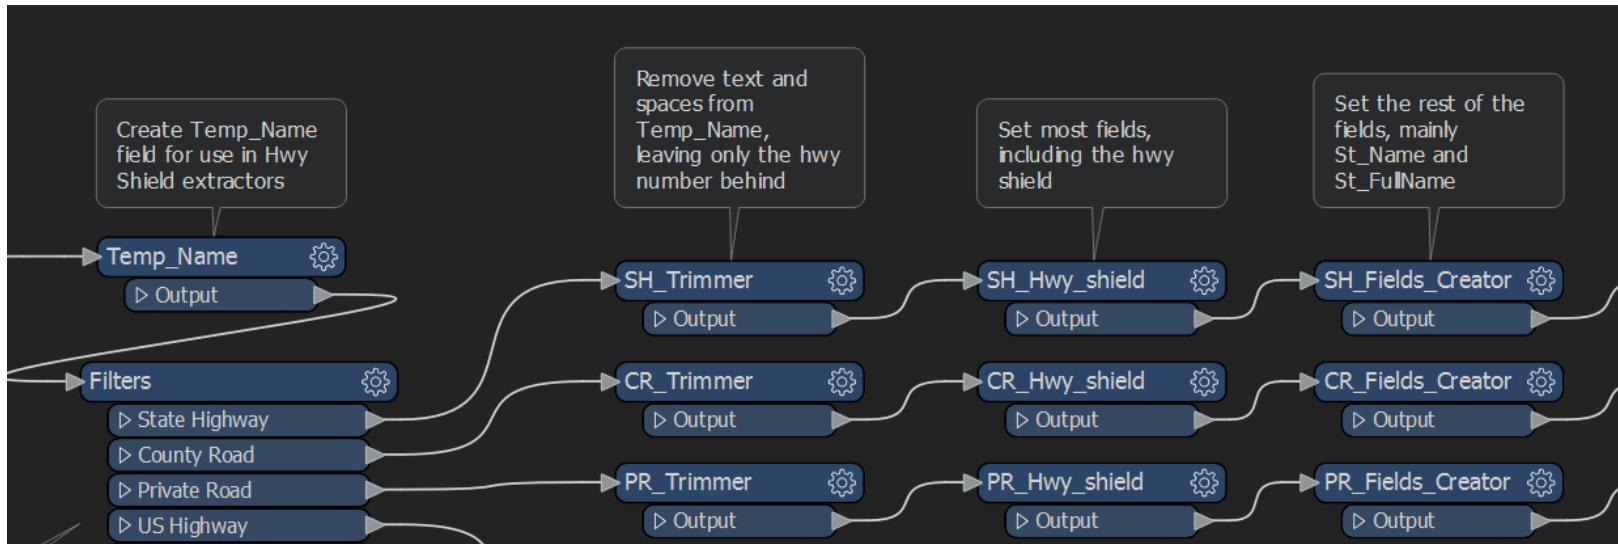 Create Temp_Name
field for use in Hwy
Shield extractors
Remove text and
spaces from
Temp_Name,
leaving only the hwy
number behind
Set most fields,
including the hwy
shield
Set the rest of the
fields, mainly
St_Name and
St_FullName
Temp_Name
Output
Filters
State Highway
County Road
Private Road
US Highway
SH_Trimmer
Output
SH_Hwy_shield
Output
SH_Fields_Creator
Output
CR_Trimmer
Output
CR_Hwy_shield
Output
CR_Fields_Creator
Output
PR_Trimmer
Output
PR_Hwy_shield
Output
PR_Fields_Creator
Output